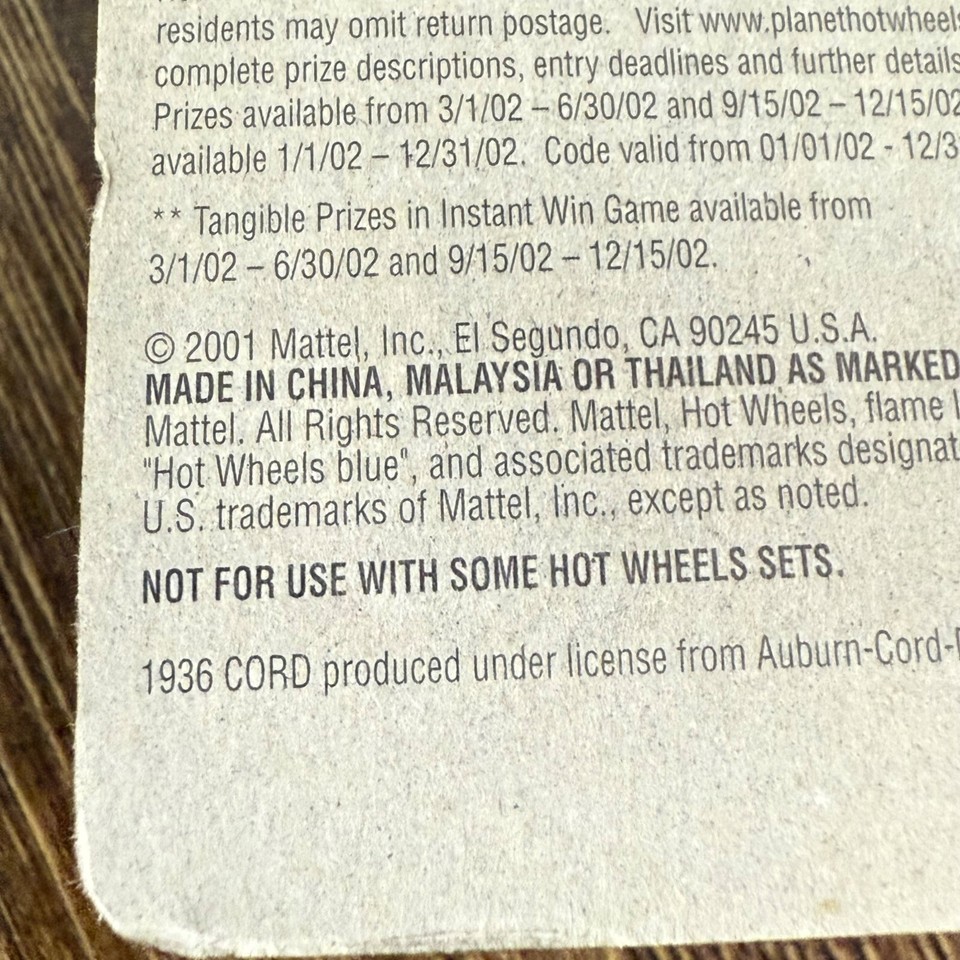 residents may omit return postage. Visit www.planethotwheels
complete prize descriptions, entry deadlines and further details
Prizes available from 3/1/02 – 6/30/02 and 9/15/02 – 12/15/02
available 1/1/02 – 12/31/02. Code valid from 01/01/02 - 12/3
** Tangible Prizes in Instant Win Game available from
3/1/02 – 6/30/02 and 9/15/02 – 12/15/02.
© 2001 Mattel, Inc., El Segundo, CA 90245 U.S.A.
MADE IN CHINA, MALAYSIA OR THAILAND AS MARKED
Mattel. All Rights Reserved. Mattel, Hot Wheels, flame
"Hot Wheels blue", and associated trademarks designat
U.S. trademarks of Mattel, Inc., except as noted.
NOT FOR USE WITH SOME HOT WHEELS SETS.
1936 CORD produced under license from Auburn-Cord-